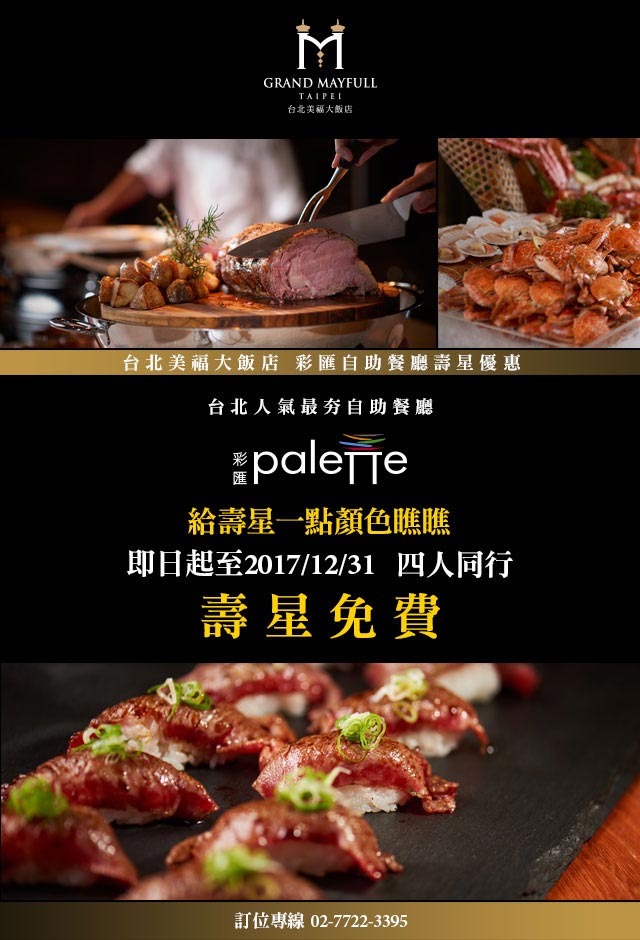 GRAND MAYFULL
TAIPEI
台北美福大飯店
台北美福大飯店 彩匯自助餐廳壽星優惠
台北人氣最夯自助餐廳
彩匯 palette
給壽星一點顏色瞧瞧
即日起至2017/12/31 四人同行
壽星免費
訂位專線 02-7722-3395